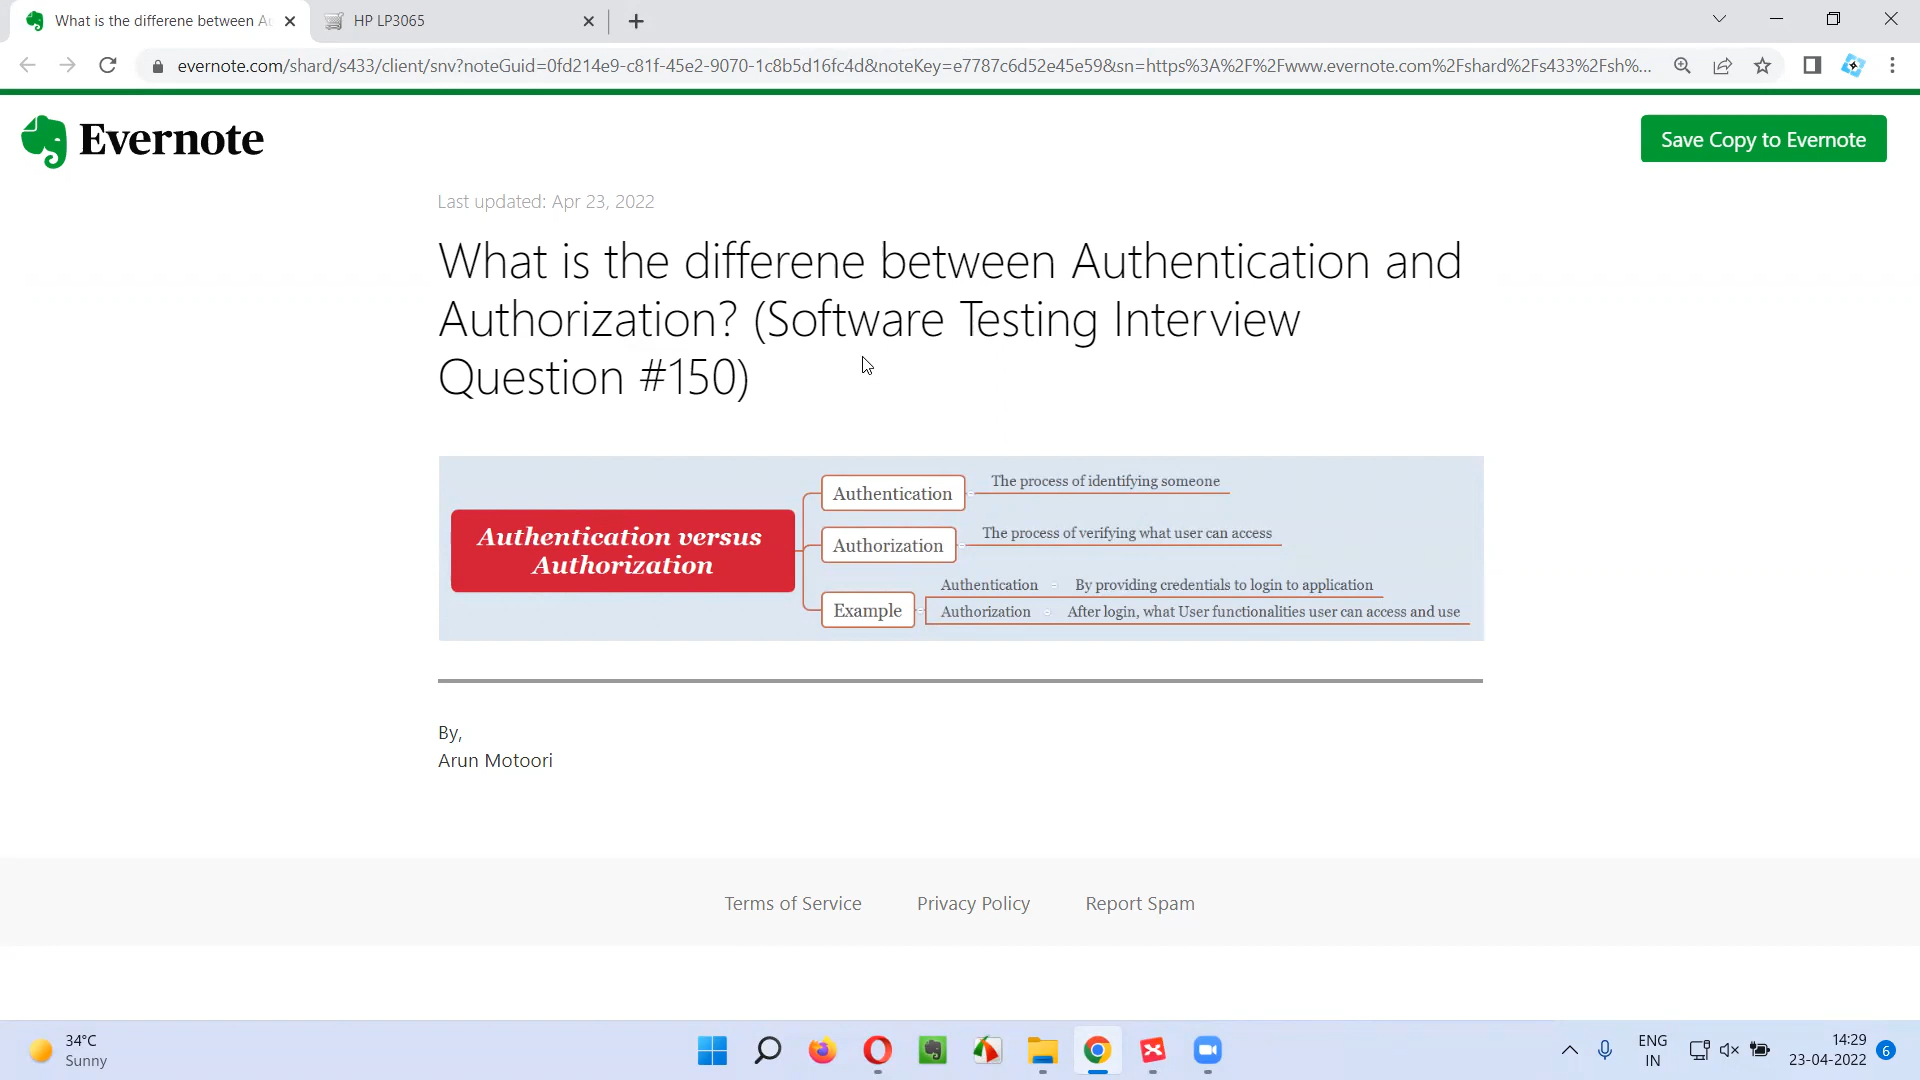 What is the differene between Au
HP LP3065
evernote.com/shard/s433/client/snv?noteGuid=0fd214e9-c81f-45e2-9070-1c8b5d16fc4d&noteKey=e7787c6d52e45e59&sn=https%3A%2F%2Fwww.evernote.com%2Fshard%2Fs433%2Fsh%...
Evernote
Save Copy to Evernote
Last updated: Apr 23, 2022
What is the differene between Authentication and
Authorization? (Software Testing Interview
Question #150)
Authentication versus
Authorization
Authentication
The process of identifying someone
Authorization
The process of verifying what user can access
Example
Authentication
By providing credentials to login to application
Authorization
After login, what User functionalities user can access and use
By,
Arun Motoori
Terms of Service
Privacy Policy
Report Spam
34°C
Sunny
ENG
IN
14:29
23-04-2022
6